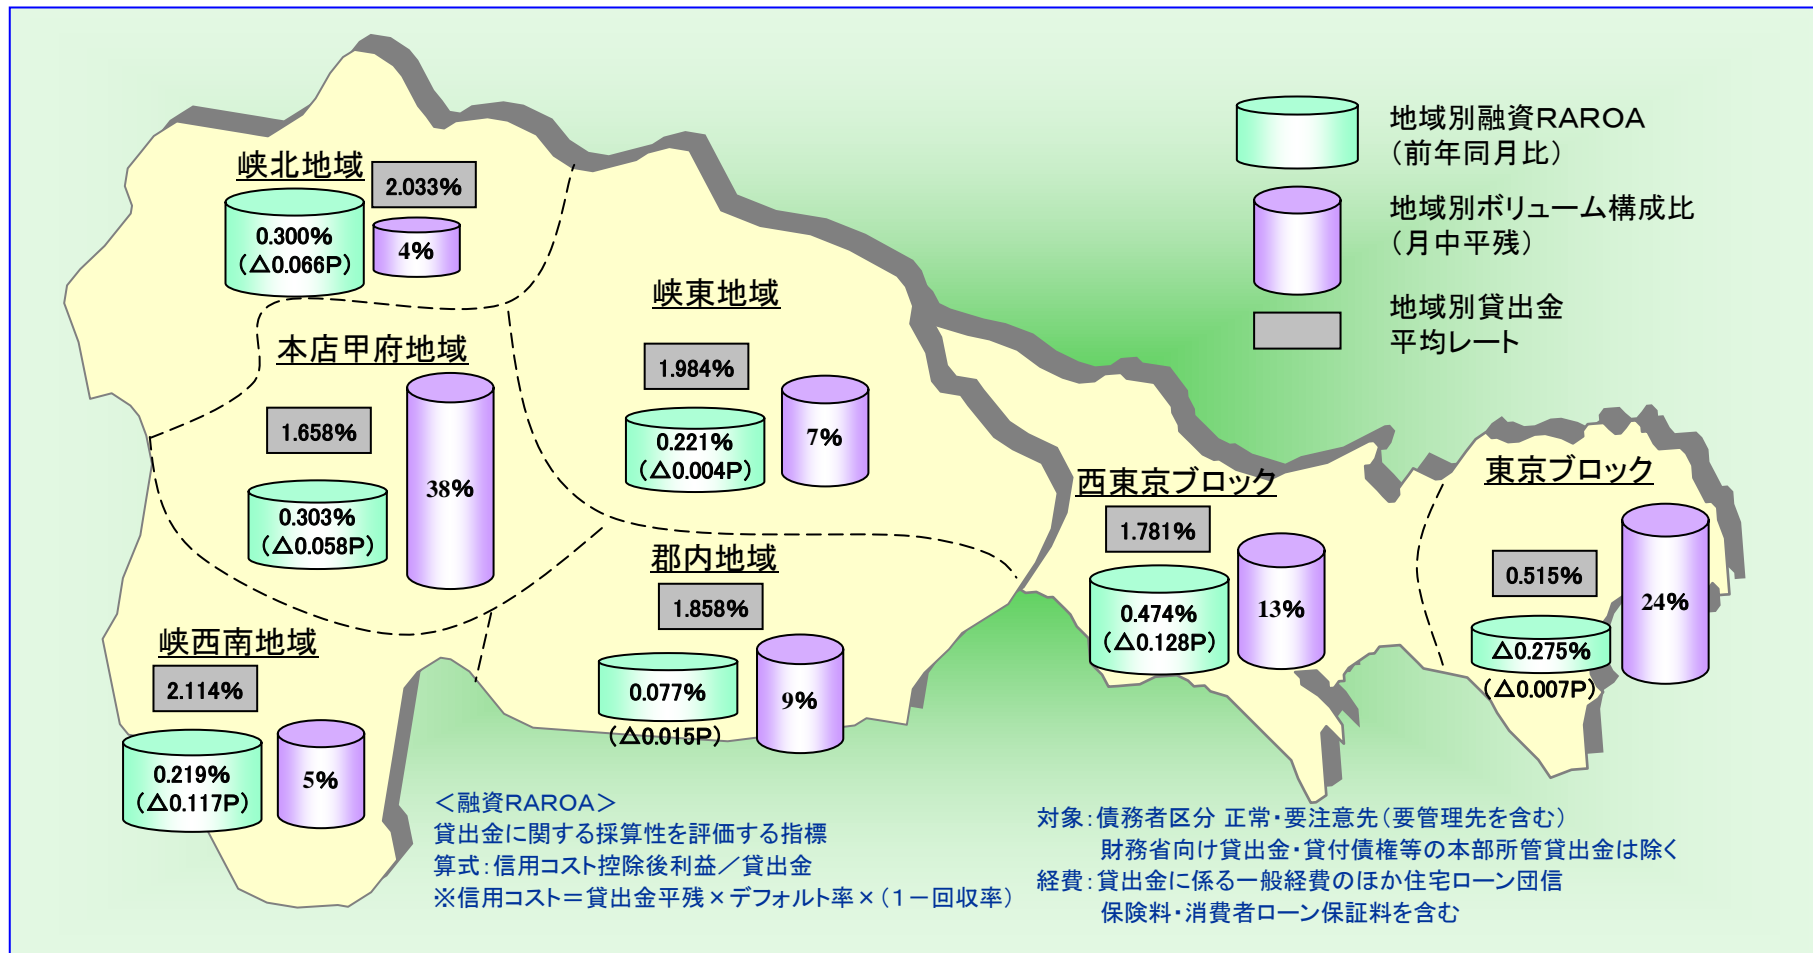 地域別融資RAROA
（前年同月比）
地域別ボリューム構成比
（月中平残）
地域別貸出金
平均レート
峡北地域
2.033%
0.300%
（△0.066P）
4%
峡東地域
1.984%
0.221%
（△0.004P）
7%
本店甲府地域
1.658%
0.303%
（△0.058P）
38%
西東京ブロック
1.781%
0.474%
（△0.128P）
13%
東京ブロック
0.515%
△0.275%
（△0.007P）
24%
郡内地域
1.858%
0.077%
（△0.015P）
9%
峡西南地域
2.114%
0.219%
（△0.117P）
5%
＜融資RAROA＞
貸出金に関する採算性を評価する指標
算式：信用コスト控除後利益／貸出金
※信用コスト＝貸出金平残×デフォルト率×（１－回収率）
対象：債務者区分 正常・要注意先（要管理先を含む）
財務省向け貸出金・貸付債権等の本部所管貸出金は除く
経費：貸出金に係る一般経費のほか住宅ローン団信
保険料・消費者ローン保証料を含む